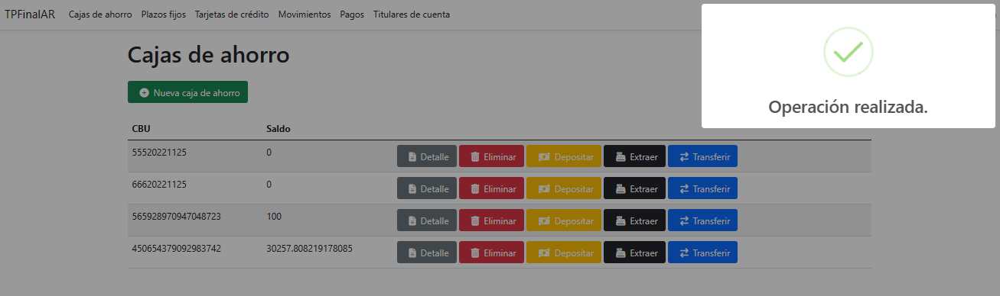 TPFinalAR Cajas de ahorro Plazos fijos Tarjetas de crédito Movimientos Pagos Titulares de cuenta
Operación realizada.
Cajas de ahorro
Nueva caja de ahorro
CBU Saldo
55520221125 0 Detalle Eliminar Depositar Extraer Transferir
66620221125 0 Detalle Eliminar Depositar Extraer Transferir
565928970947048723 100 Detalle Eliminar Depositar Extraer Transferir
450654379092983742 30257.808219178085 Detalle Eliminar Depositar Extraer Transferir